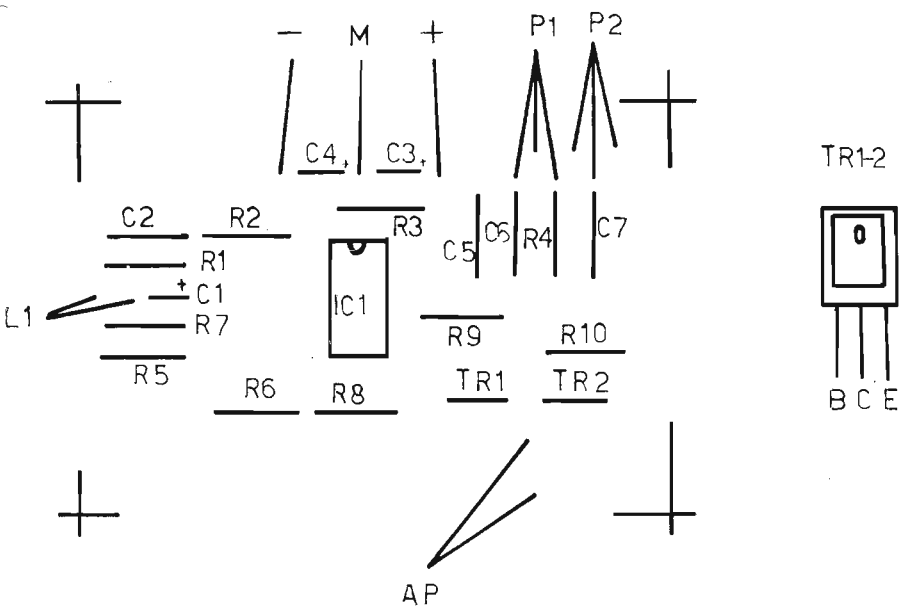 − M + P1 P2
C4 + C3 +
TR1-2
C2 R2 R3
C5 C6 R4 C7
R1
+ C1
L1
IC1
R7
R9 R10
R5
R6 R8 TR1 TR2
B C E
AP